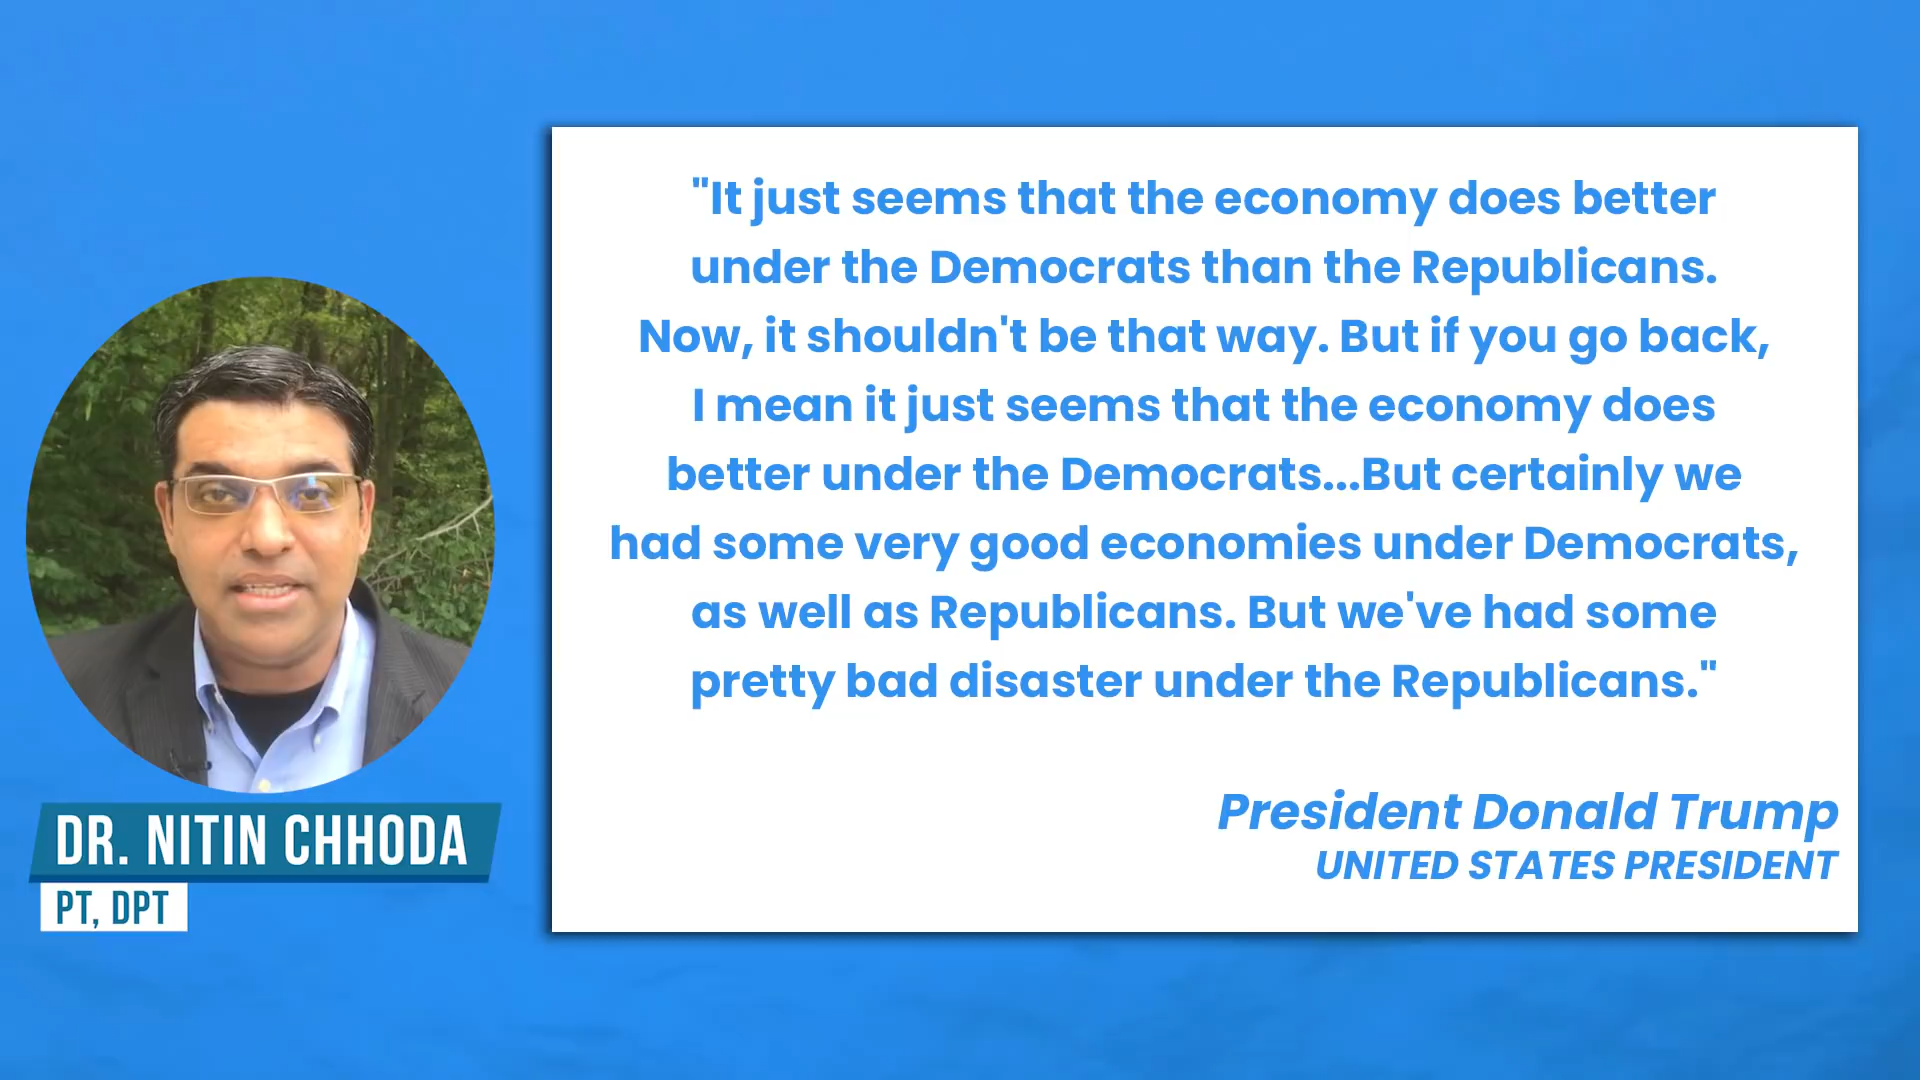 "It just seems that the economy does better
under the Democrats than the Republicans.
Now, it shouldn't be that way. But if you go back,
I mean it just seems that the economy does
better under the Democrats...But certainly we
had some very good economies under Democrats,
as well as Republicans. But we've had some
pretty bad disaster under the Republicans."
President Donald Trump
UNITED STATES PRESIDENT
DR. NITIN CHHODA
PT, DPT